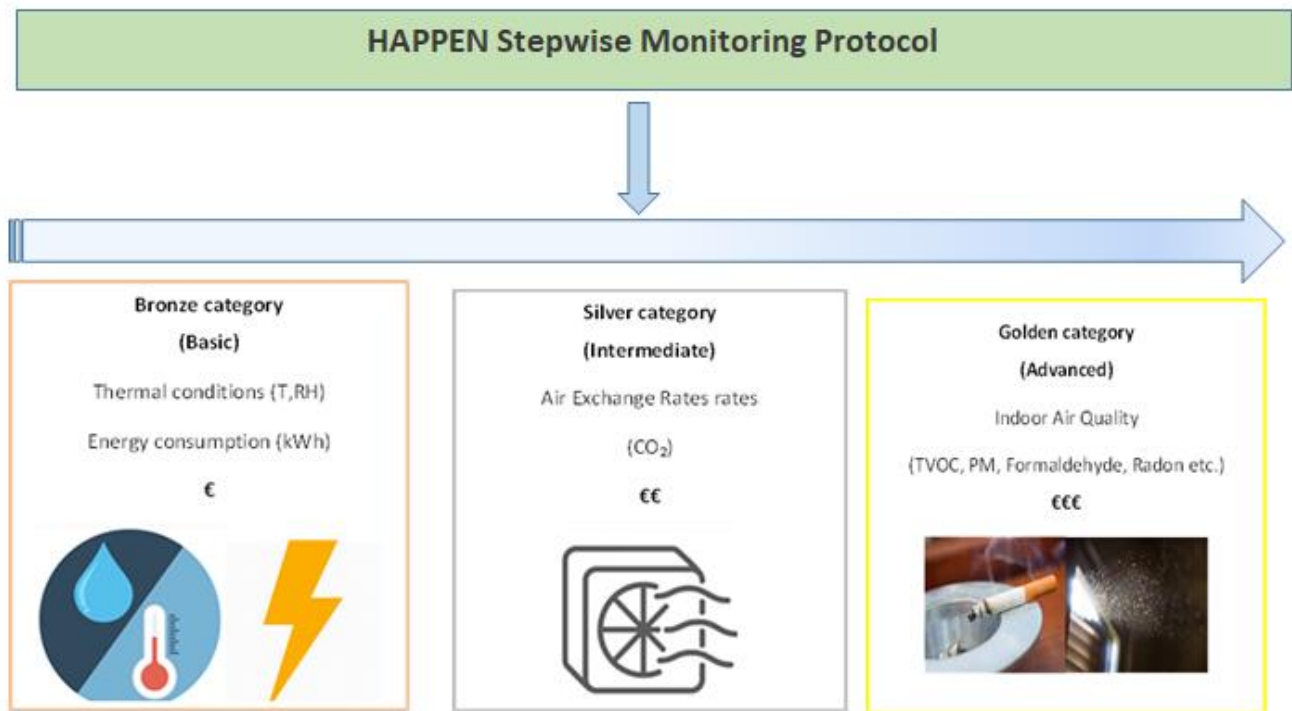 HAPPEN Stepwise Monitoring Protocol
Bronze category
(Basic)
Thermal conditions (T,RH)
Energy consumption (kWh)
€
Silver category
(Intermediate)
Air Exchange Rates rates
(CO₂)
€€
Golden category
(Advanced)
Indoor Air Quality
(TVOC, PM, Formaldehyde, Radon etc.)
€€€